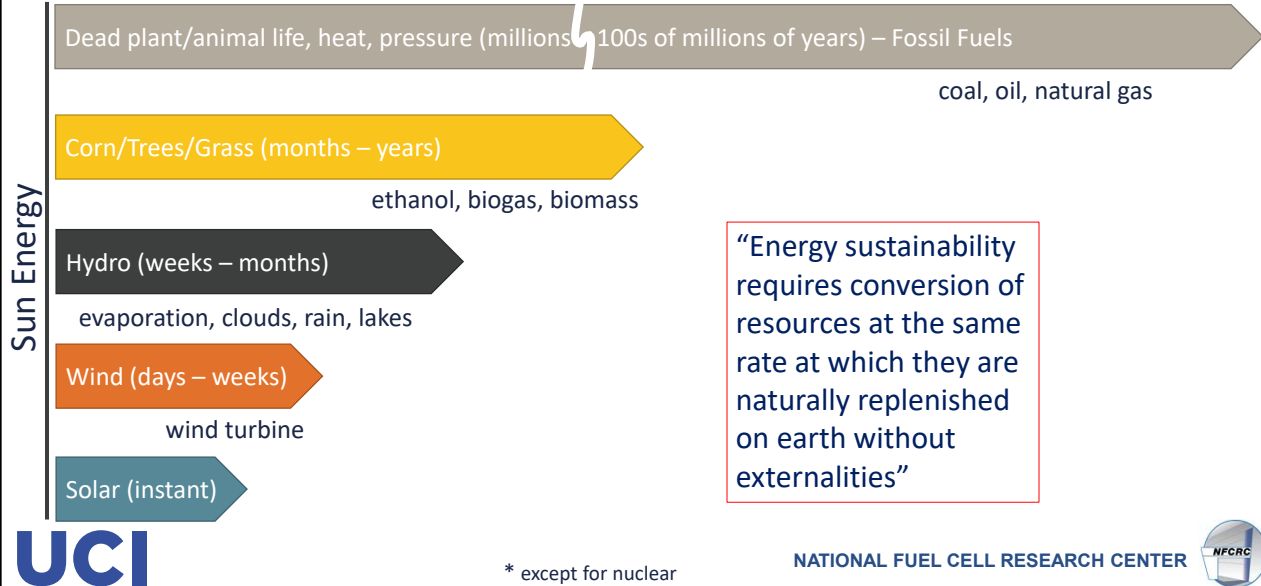 Dead plant/animal life, heat, pressure (millions 100s of millions of years) – Fossil Fuels
coal, oil, natural gas
Corn/Trees/Grass (months – years)
ethanol, biogas, biomass
Sun Energy
Hydro (weeks – months)
evaporation, clouds, rain, lakes
Wind (days – weeks)
wind turbine
Solar (instant)
“Energy sustainability
requires conversion of
resources at the same
rate at which they are
naturally replenished
on earth without
externalities”
UCI
* except for nuclear
NATIONAL FUEL CELL RESEARCH CENTER
NFCRC